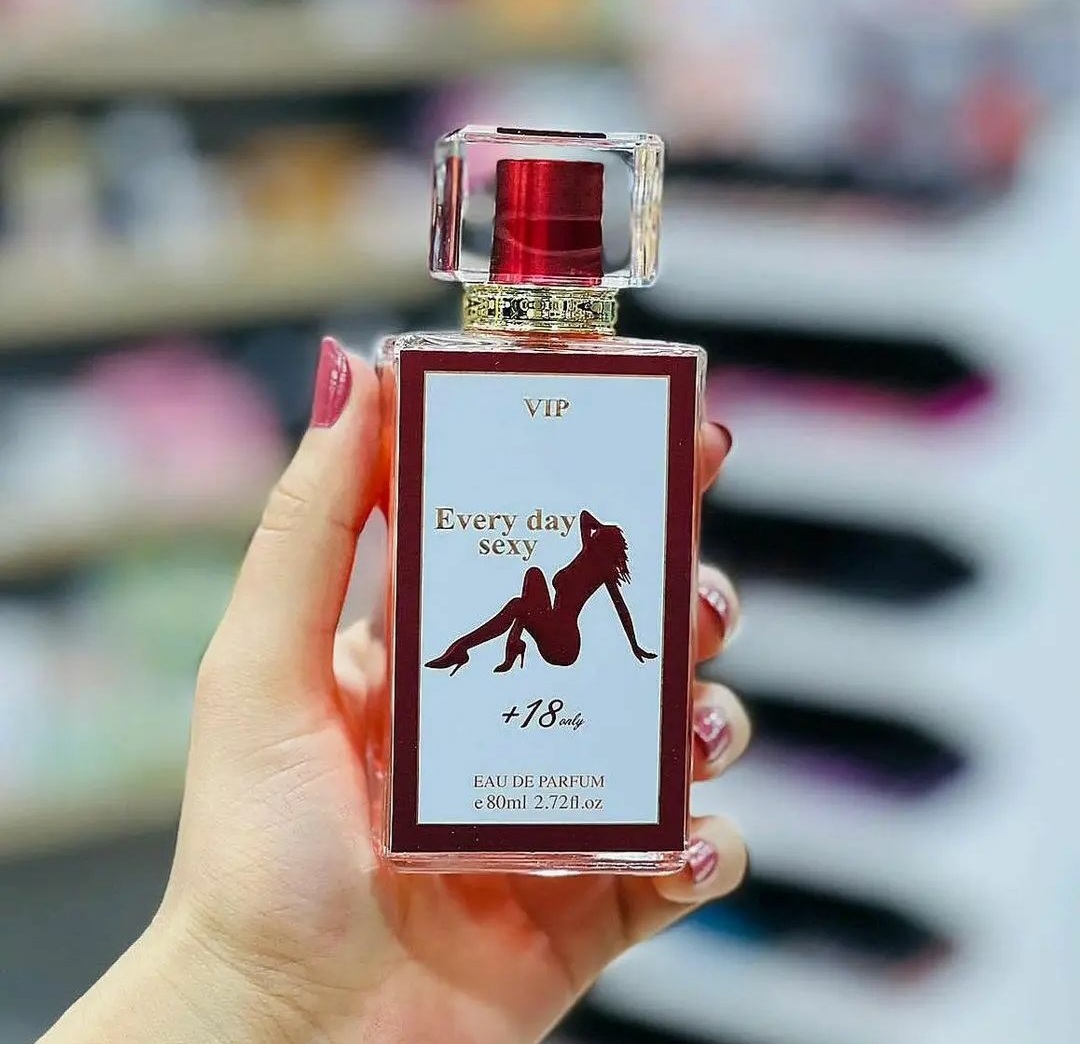 VIP
Every day
sexy
+18 only
EAU DE PARFUM
e 80ml 2.72fl.oz